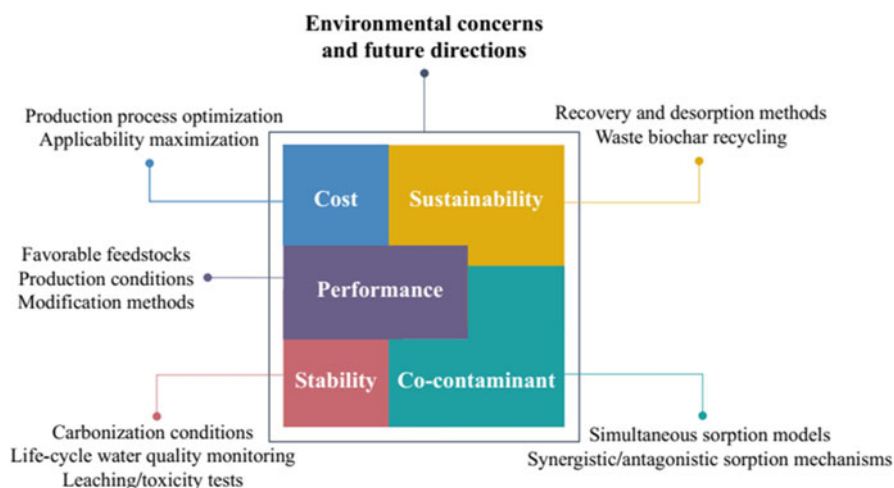 Environmental concerns
and future directions
Production process optimization
Applicability maximization
Recovery and desorption methods
Waste biochar recycling
Cost
Sustainability
Favorable feedstocks
Production conditions
Modification methods
Performance
Stability
Co-contaminant
Carbonization conditions
Life-cycle water quality monitoring
Leaching/toxicity tests
Simultaneous sorption models
Synergistic/antagonistic sorption mechanisms